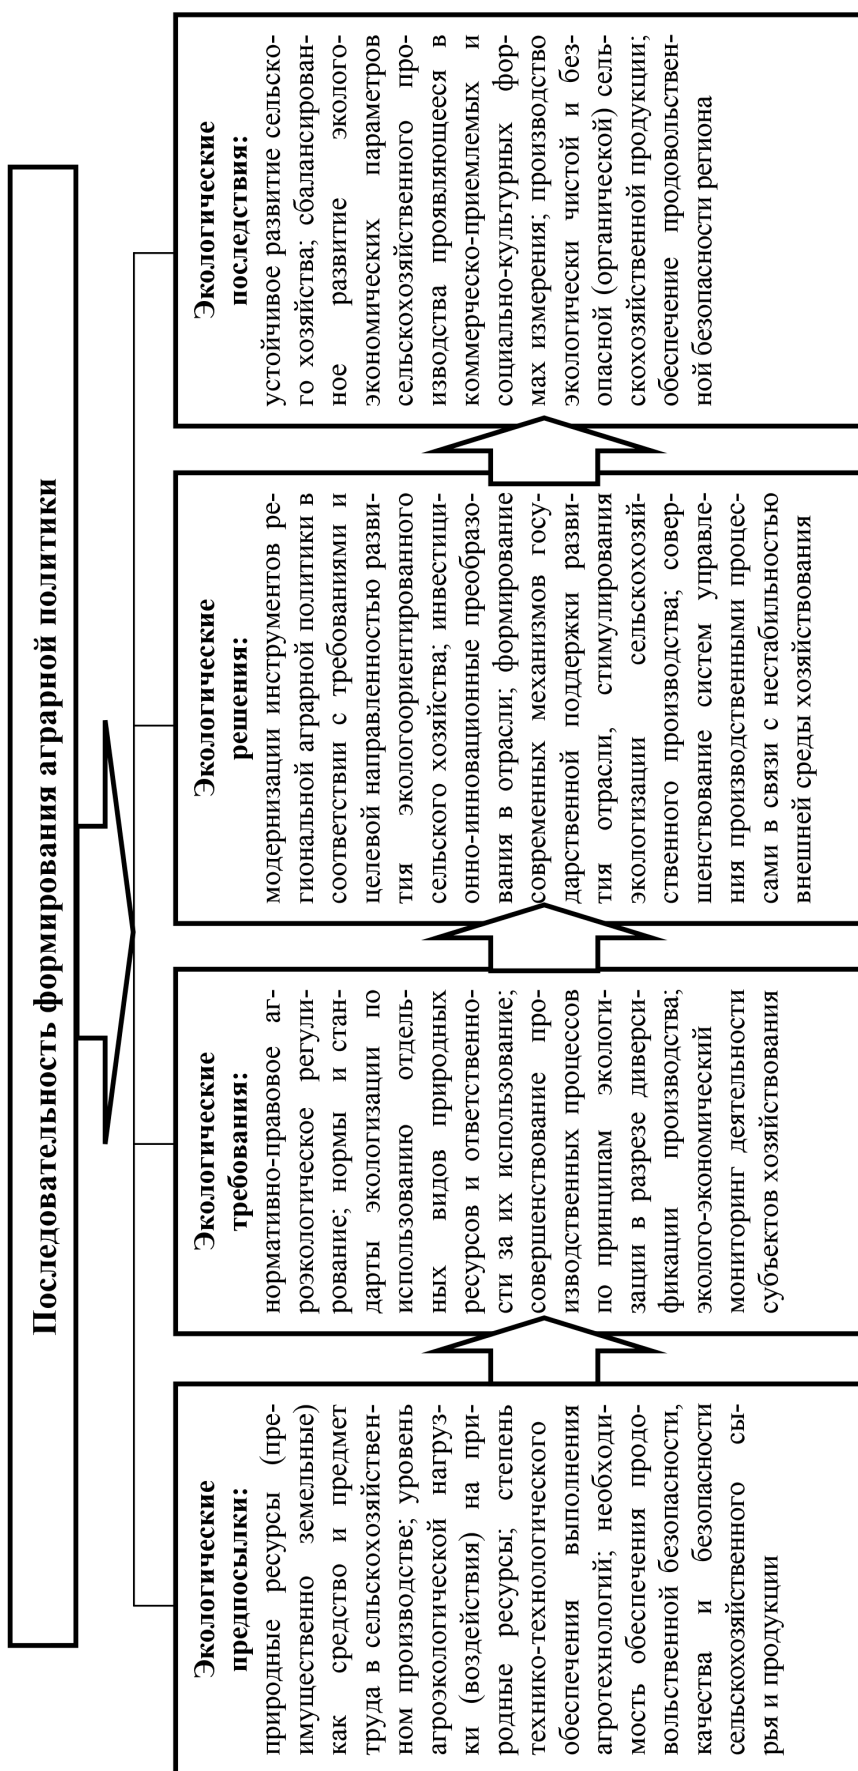 Последовательность формирования аграрной политики
Экологические
предпосылки:
природные ресурсы (пре-
имущественно земельные)
как средство и предмет
труда в сельскохозяйствен-
ном производстве; уровень
агроэкологической нагруз-
ки (воздействия) на при-
родные ресурсы; степень
технико-технологического
обеспечения выполнения
агротехнологий; необходи-
мость обеспечения продо-
вольственной безопасности,
качества и безопасности
сельскохозяйственного сы-
рья и продукции
Экологические
требования:
нормативно-правовое аг-
роэкологическое регули-
рование; нормы и стан-
дарты экологизации по
использованию отдель-
ных видов природных
ресурсов и ответственно-
сти за их использование;
совершенствование про-
изводственных процессов
по принципам экологи-
зации в разрезе диверси-
фикации производства;
эколого-экономический
мониторинг деятельности
субъектов хозяйствования
Экологические
решения:
модернизации инструментов ре-
гиональной аграрной политики в
соответствии с требованиями и
целевой направленностью разви-
тия экологоориентированного
сельского хозяйства; инвестици-
онно-инновационные преобразо-
вания в отрасли; формирование
современных механизмов госу-
дарственной поддержки разви-
тия отрасли, стимулирования
экологизации сельскохозяй-
ственного производства; совер-
шенствование систем управле-
ния производственными процес-
сами в связи с нестабильностью
внешней среды хозяйствования
Экологические
последствия:
устойчивое развитие сельско-
го хозяйства; сбалансирован-
ное развитие эколого-
экономических параметров
сельскохозяйственного про-
изводства проявляющееся в
коммерческо-приемлемых и
социально-культурных фор-
мах измерения; производство
экологически чистой и без-
опасной (органической) сель-
скохозяйственной продукции;
обеспечение продовольствен-
ной безопасности региона